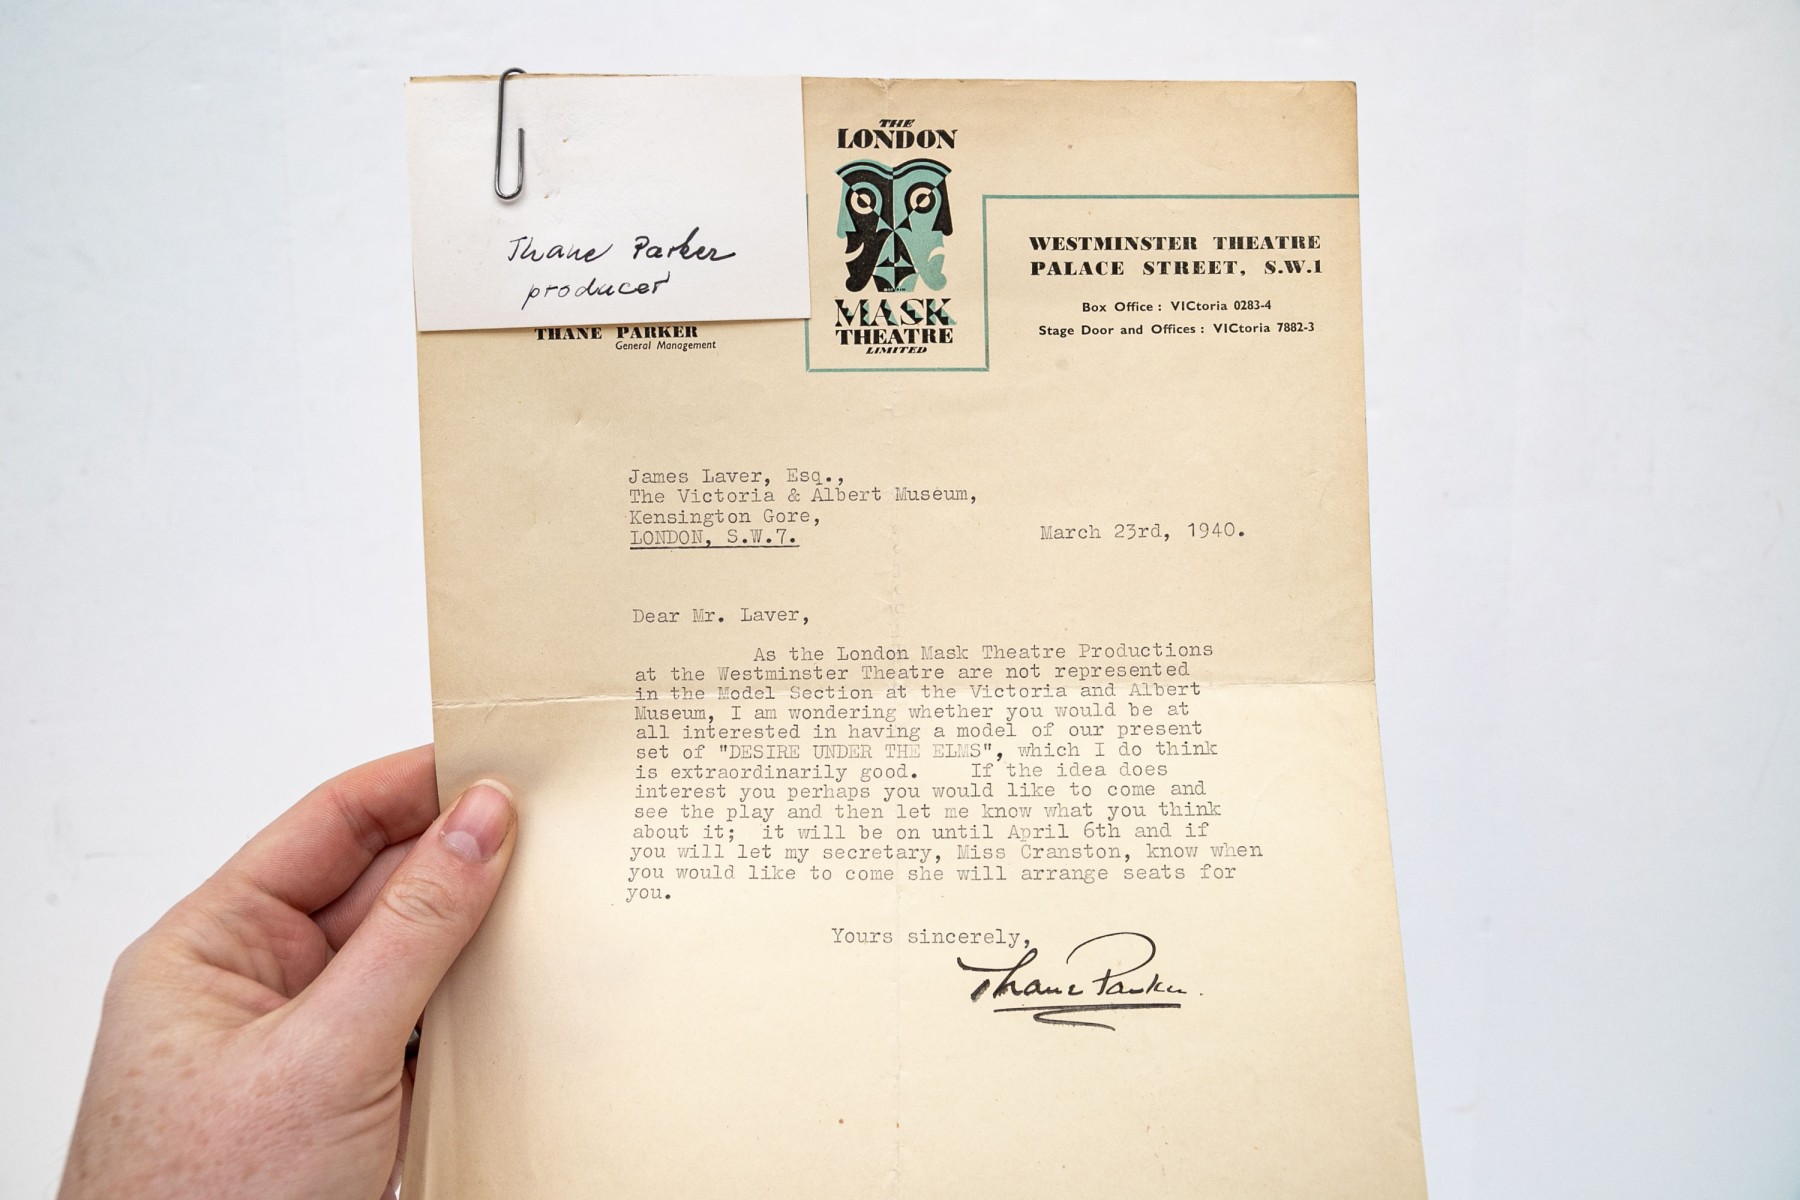 Thane Parker
producer
THANE PARKER
General Management
THE
LONDON
MASK
THEATRE
LIMITED
WESTMINSTER THEATRE
PALACE STREET, S.W.1
Box Office : VICtoria 0283-4
Stage Door and Offices : VICtoria 7882-3
James Laver, Esq.,
The Victoria & Albert Museum,
Kensington Gore,
LONDON, S.W.7.
March 23rd, 1940.
Dear Mr. Laver,
As the London Mask Theatre Productions
at the Westminster Theatre are not represented
in the Model Section at the Victoria and Albert
Museum, I am wondering whether you would be at
all interested in having a model of our present
set of "DESIRE UNDER THE ELMS", which I do think
is extraordinarily good. If the idea does
interest you perhaps you would like to come and
see the play and then let me know what you think
about it; it will be on until April 6th and if
you will let my secretary, Miss Cranston, know when
you would like to come she will arrange seats for
you.
Yours sincerely,
Thane Parker.